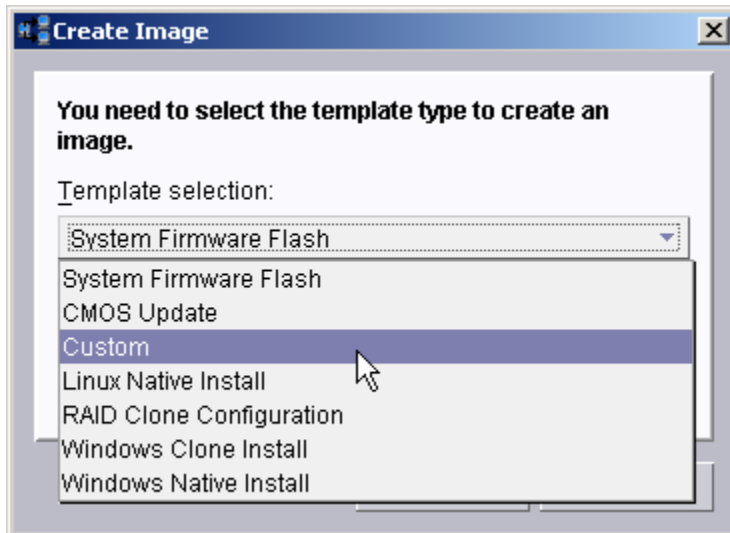 Create Image
You need to select the template type to create an
image.
Template selection:
System Firmware Flash
System Firmware Flash
CMOS Update
Custom
Linux Native Install
RAID Clone Configuration
Windows Clone Install
Windows Native Install